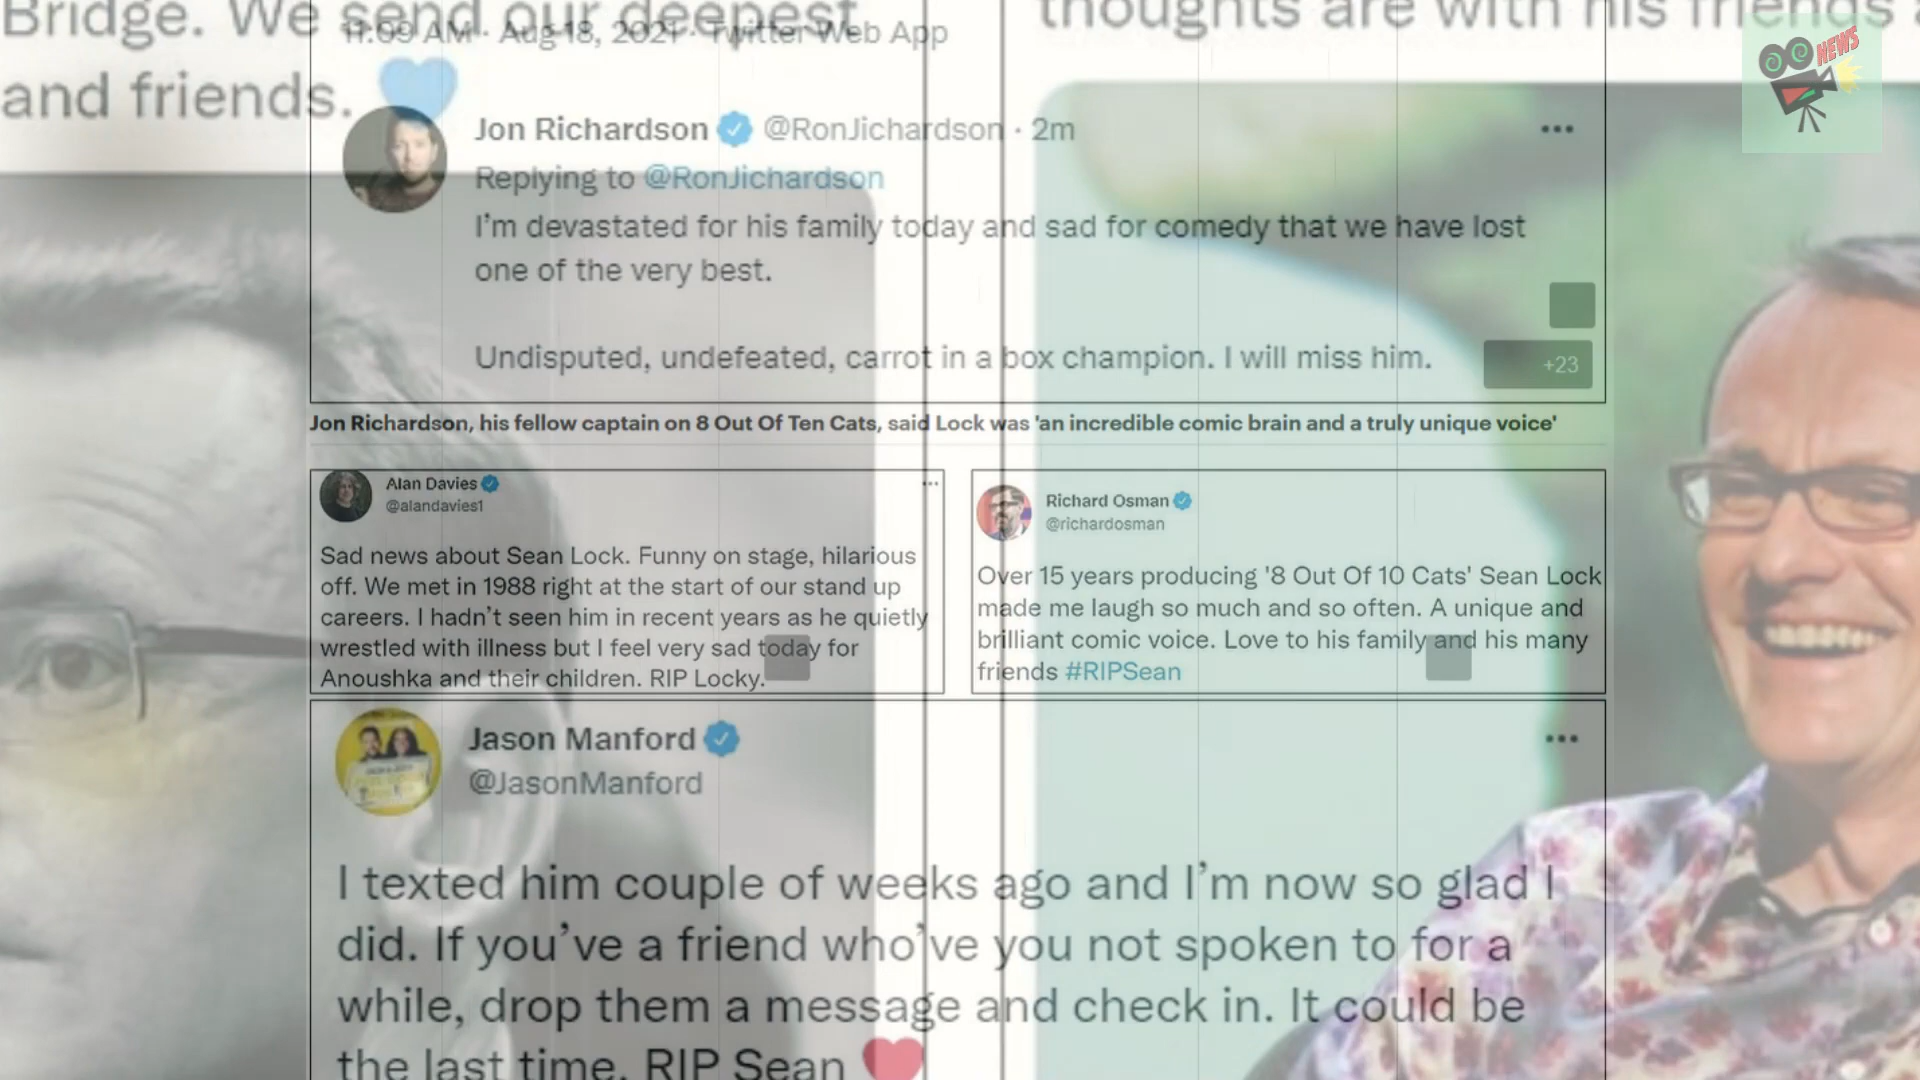 Bridge. We send our deepest
and friends.
thoughts are with his friends
11:09 AM · Aug 18, 2021 · Twitter Web App
NEWS
Jon Richardson @RonJichardson · 2m
Replying to @RonJichardson
I'm devastated for his family today and sad for comedy that we have lost
one of the very best.
Undisputed, undefeated, carrot in a box champion. I will miss him.
+23
Jon Richardson, his fellow captain on 8 Out Of Ten Cats, said Lock was 'an incredible comic brain and a truly unique voice'
Alan Davies
@alandavies1
Sad news about Sean Lock. Funny on stage, hilarious
off. We met in 1988 right at the start of our stand up
careers. I hadn't seen him in recent years as he quietly
wrestled with illness but I feel very sad today for
Anoushka and their children. RIP Locky.
Richard Osman
@richardosman
Over 15 years producing '8 Out Of 10 Cats' Sean Lock
made me laugh so much and so often. A unique and
brilliant comic voice. Love to his family and his many
friends #RIPSean
Jason Manford
@JasonManford
I texted him couple of weeks ago and I'm now so glad I
did. If you've a friend who've you not spoken to for a
while, drop them a message and check in. It could be
the last time. RIP Sean